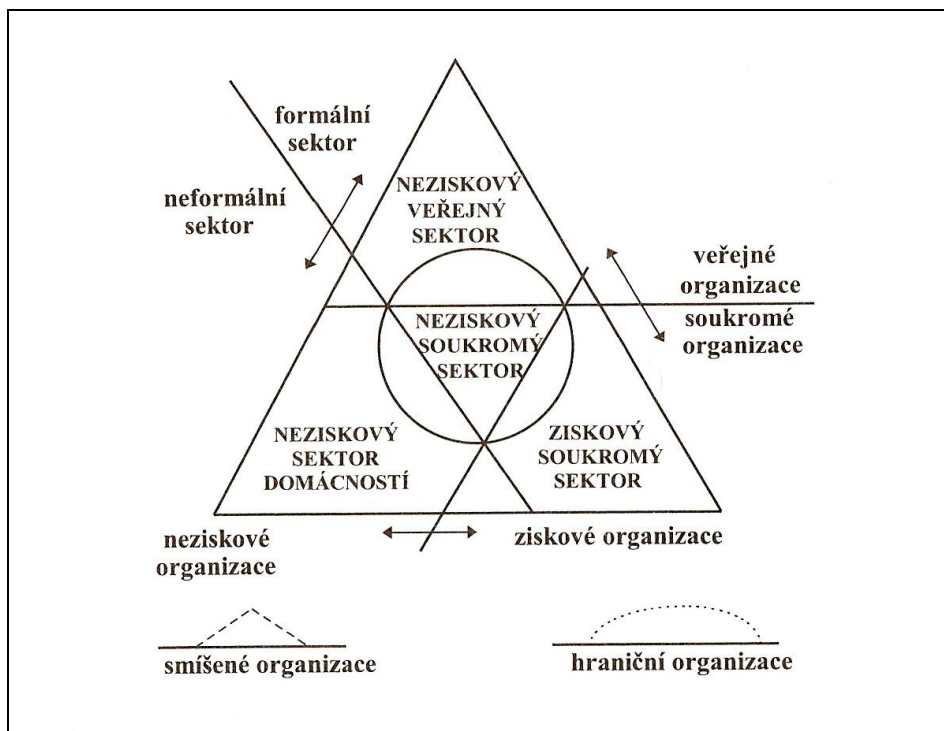 formální
sektor
neformální
sektor
NEZISKOVÝ
VEŘEJNÝ
SEKTOR
veřejné
organizace
soukromé
organizace
NEZISKOVÝ
SOUKROMÝ
SEKTOR
NEZISKOVÝ
SEKTOR
DOMÁCNOSTÍ
ZISKOVÝ
SOUKROMÝ
SEKTOR
neziskové
organizace
ziskové organizace
smíšené organizace
hraniční organizace